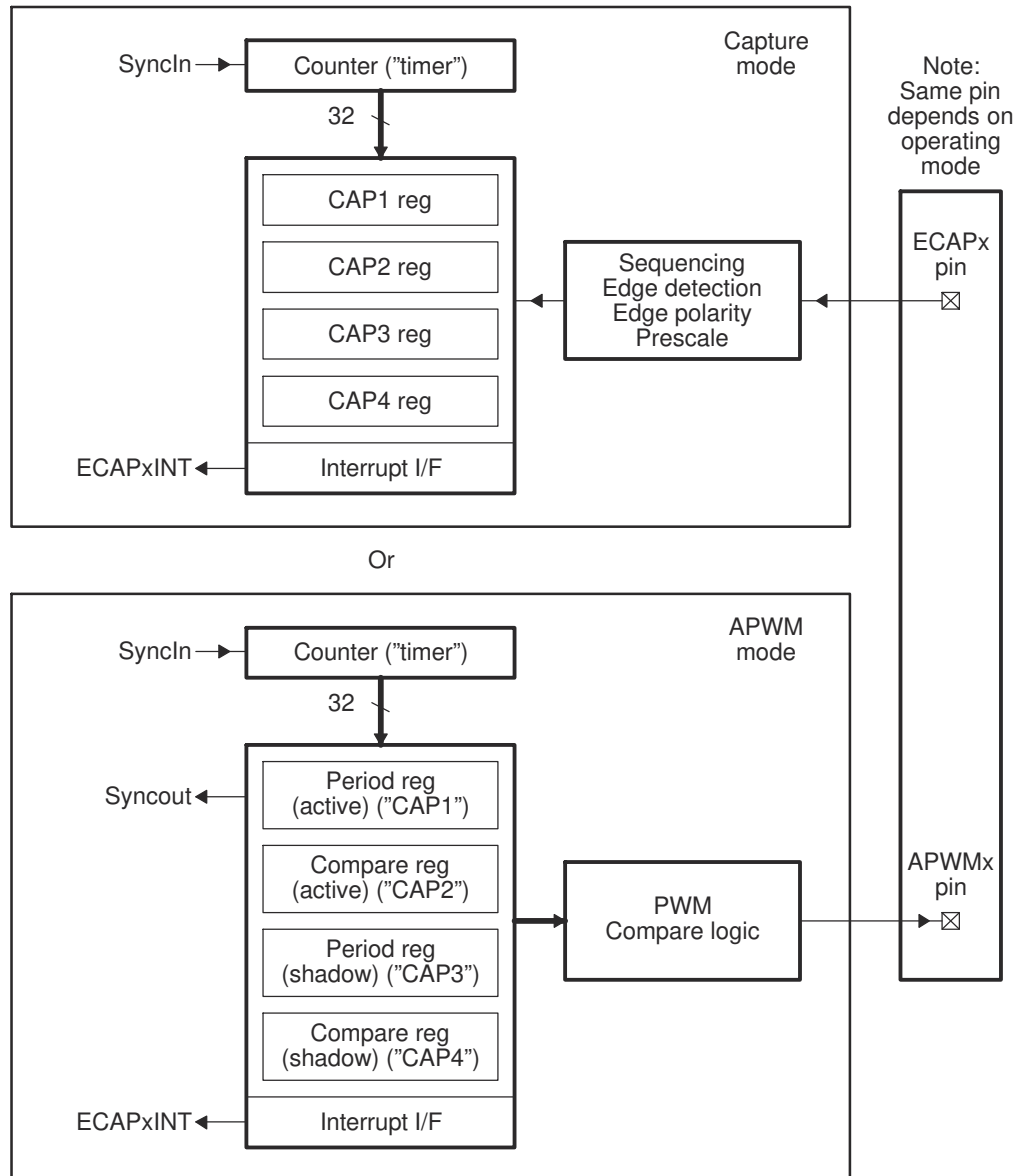 Capture
mode
SyncIn
Counter ("timer")
32
CAP1 reg
CAP2 reg
CAP3 reg
CAP4 reg
Interrupt I/F
ECAPxINT
Sequencing
Edge detection
Edge polarity
Prescale
Note:
Same pin
depends on
operating
mode
ECAPx
pin
Or
APWM
mode
SyncIn
Counter (”timer”)
32
Syncout
Period reg
(active) (”CAP1”)
Compare reg
(active) (”CAP2”)
Period reg
(shadow) (”CAP3”)
Compare reg
(shadow) (”CAP4”)
Interrupt I/F
ECAPxINT
PWM
Compare logic
APWMx
pin